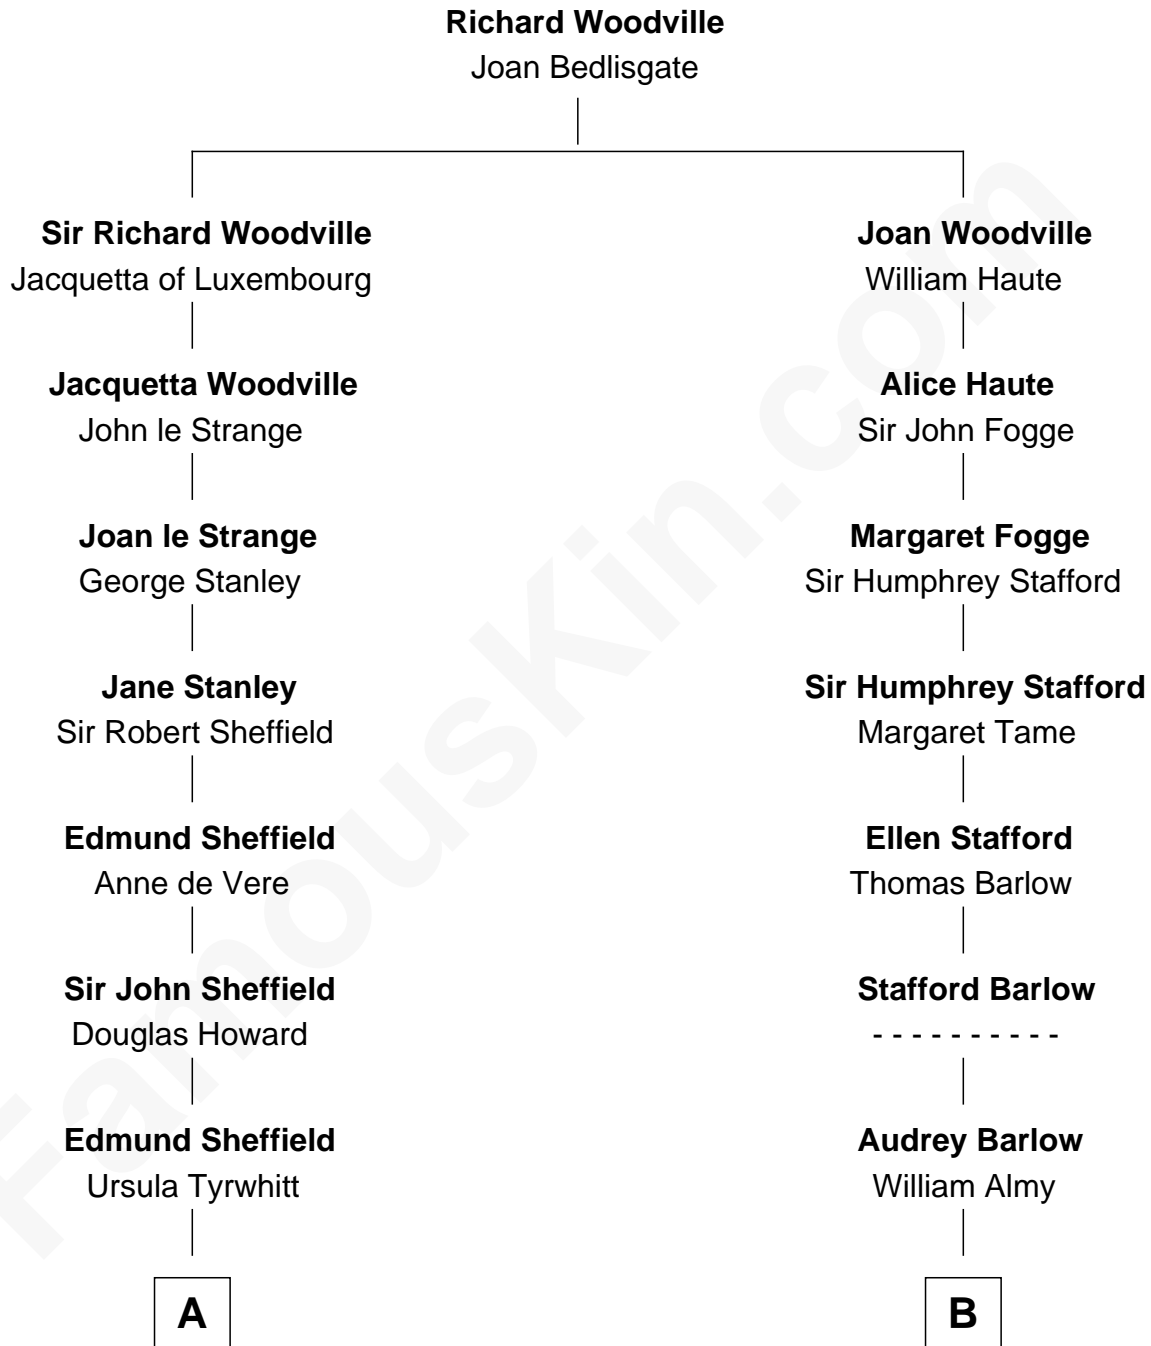 Richard Woodville
Joan Bedlisgate
Sir Richard Woodville
Jacquetta of Luxembourg
Joan Woodville
William Haute
Jacquetta Woodville
John le Strange
Alice Haute
Sir John Fogge
Joan le Strange
George Stanley
Margaret Fogge
Sir Humphrey Stafford
Jane Stanley
Sir Robert Sheffield
Sir Humphrey Stafford
Margaret Tame
Edmund Sheffield
Anne de Vere
Ellen Stafford
Thomas Barlow
Sir John Sheffield
Douglas Howard
Stafford Barlow
- - - - - - - - - -
Edmund Sheffield
Ursula Tyrwhitt
Audrey Barlow
William Almy
A
B
FamousKin.com